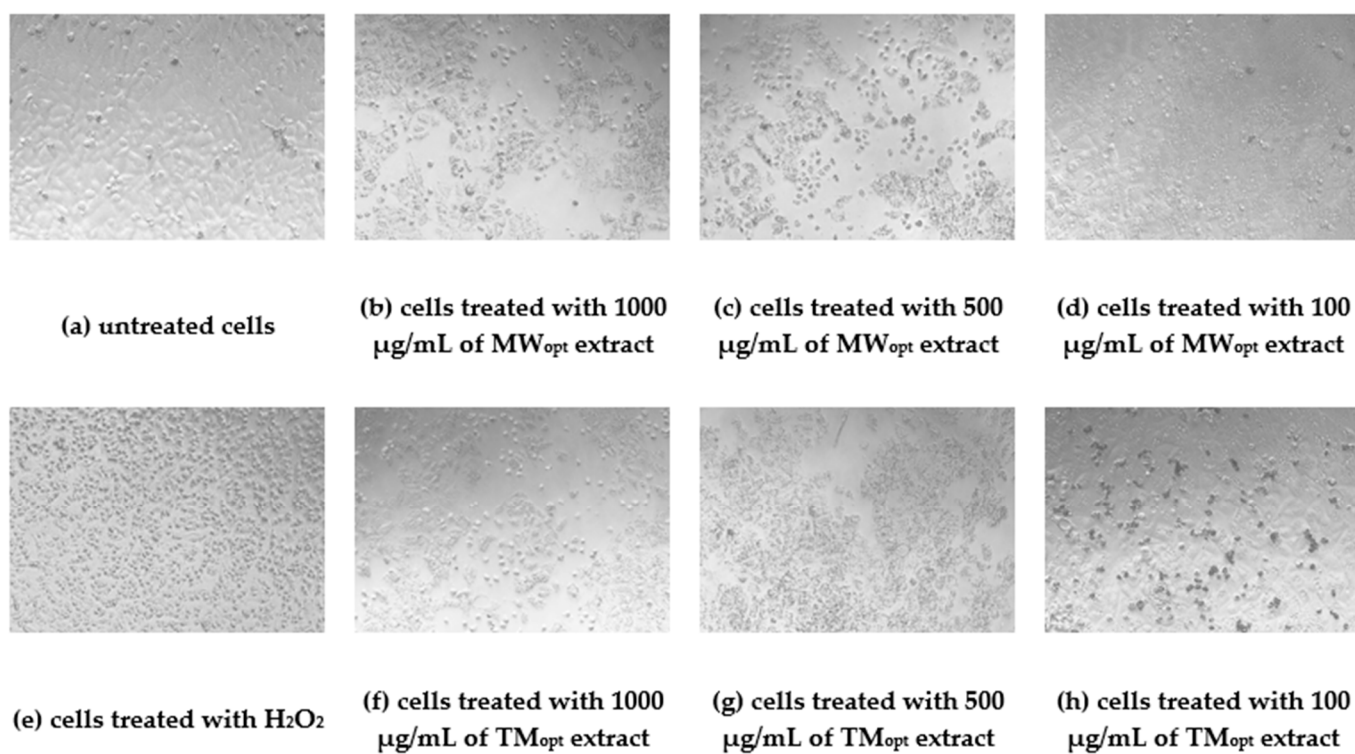 (a) untreated cells
(b) cells treated with 1000
µg/mL of MWopt extract
(c) cells treated with 500
µg/mL of MWopt extract
(d) cells treated with 100
µg/mL of MWopt extract
(e) cells treated with H₂O₂
(f) cells treated with 1000
µg/mL of TMopt extract
(g) cells treated with 500
µg/mL of TMopt extract
(h) cells treated with 100
µg/mL of TMopt extract